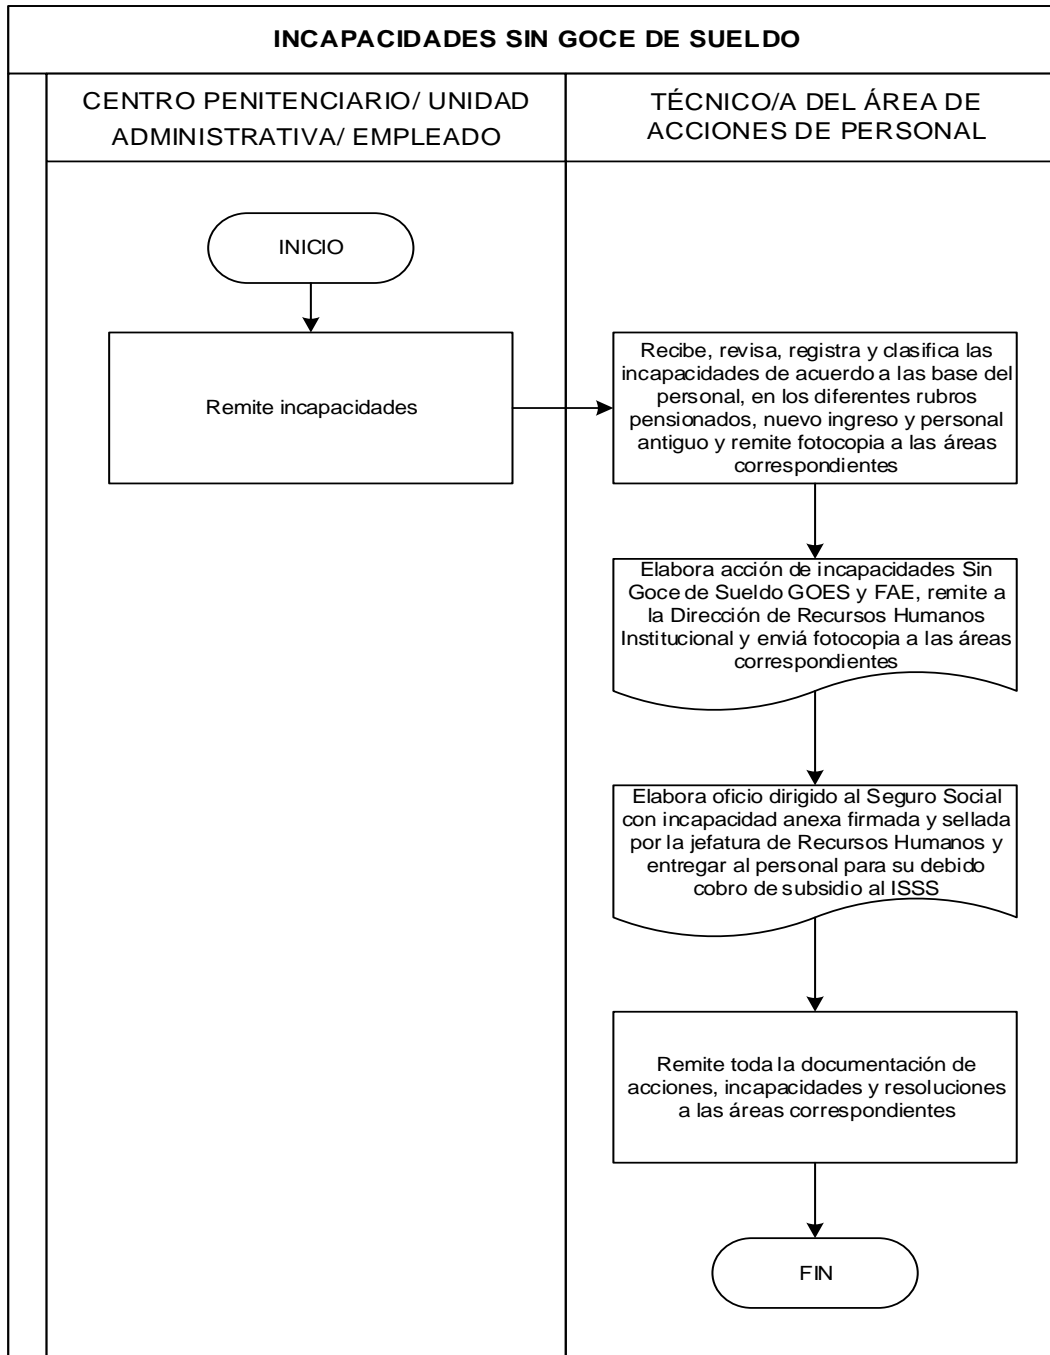 INCAPACIDADES SIN GOCE DE SUELDO
CENTRO PENITENCIARIO/ UNIDAD
ADMINISTRATIVA/ EMPLEADO
TÉCNICO/A DEL ÁREA DE
ACCIONES DE PERSONAL
INICIO
Remite incapacidades
Recibe, revisa, registra y clasifica las
incapacidades de acuerdo a las base del
personal, en los diferentes rubros
pensionados, nuevo ingreso y personal
antiguo y remite fotocopia a las áreas
correspondientes
Elabora acción de incapacidades Sin
Goce de Sueldo GOES y FAE, remite a
la Dirección de Recursos Humanos
Institucional y enviá fotocopia a las áreas
correspondientes
Elabora oficio dirigido al Seguro Social
con incapacidad anexa firmada y sellada
por la jefatura de Recursos Humanos y
entregar al personal para su debido
cobro de subsidio al ISSS
Remite toda la documentación de
acciones, incapacidades y resoluciones
a las áreas correspondientes
FIN